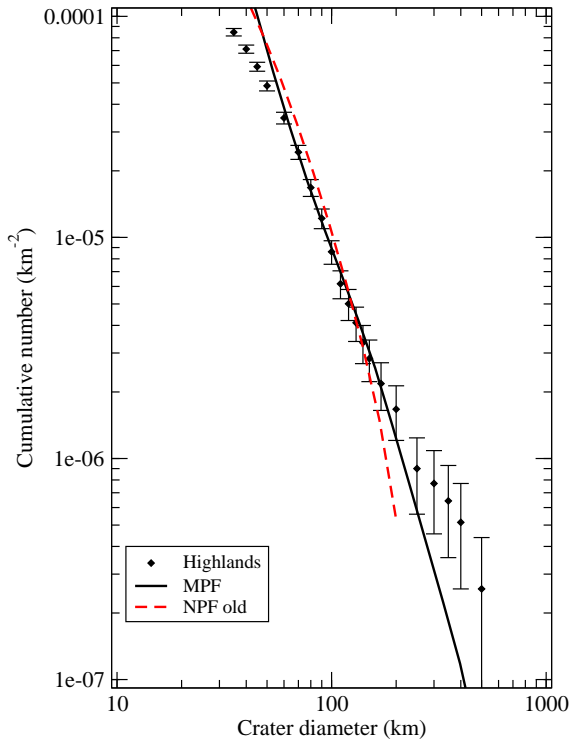 0.0001
1e-05
1e-06
1e-07
Cumulative number (km-2)
Highlands
MPF
NPF old
10 100 1000
Crater diameter (km)